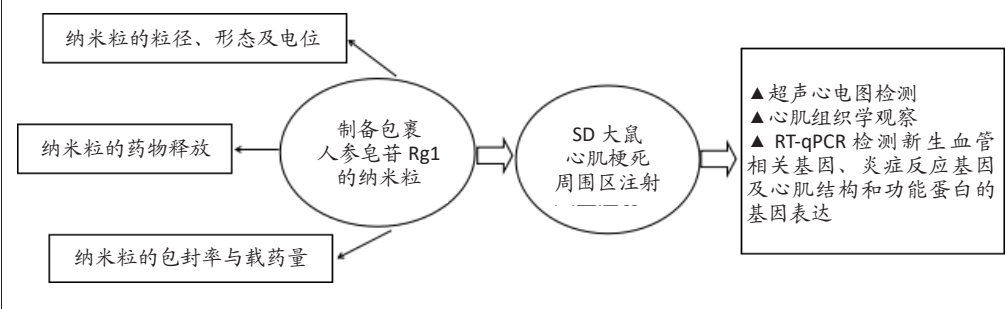 纳米粒的粒径、形态及电位
纳米粒的药物释放
纳米粒的包封率与载药量
制备包裹
人参皂苷 Rg1
的纳米粒
SD 大鼠
心肌梗死
周围区注射
▲超声心电图检测
▲心肌组织学观察
▲ RT-qPCR 检测新生血管
相关基因、炎症反应基因
及心肌结构和功能蛋白的
基因表达